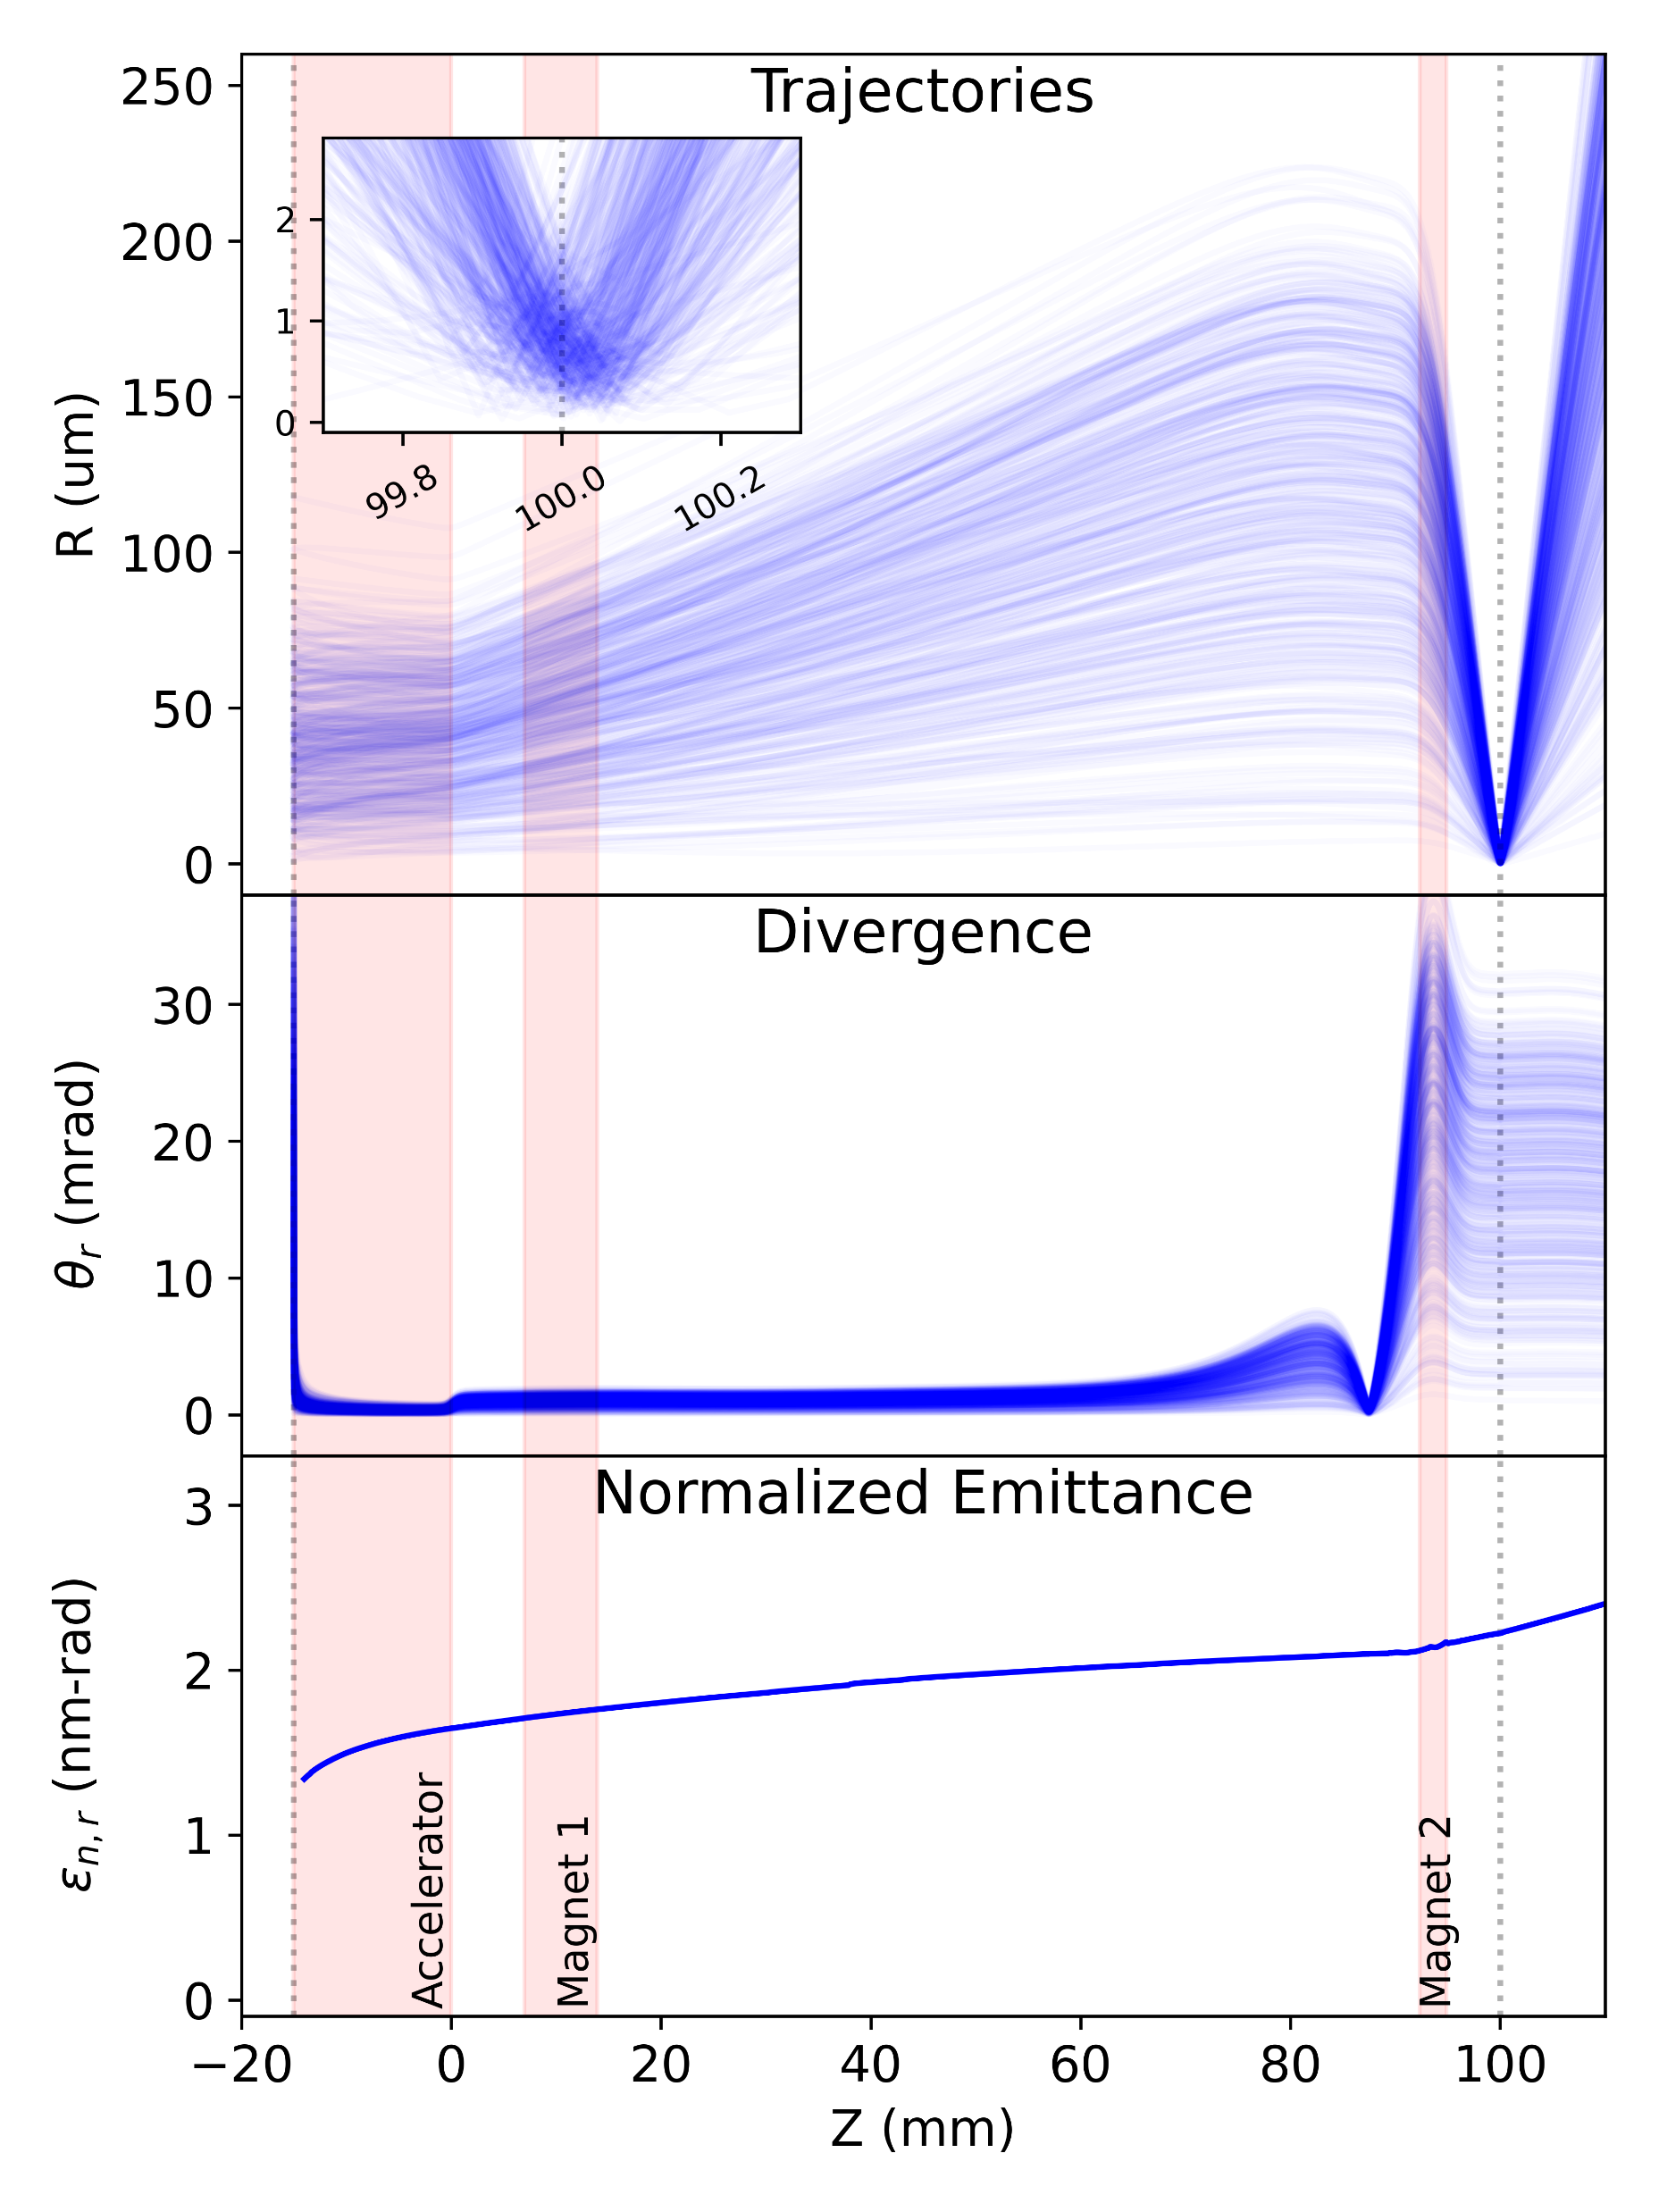 Trajectories
250
200
150
100
50
0
R (um)
2
1
0
99.8
100.0
100.2
Divergence
30
20
10
0
θr (mrad)
Normalized Emittance
3
2
1
0
εn,r (nm-rad)
Accelerator
Magnet 1
Magnet 2
−20 0 20 40 60 80 100
Z (mm)